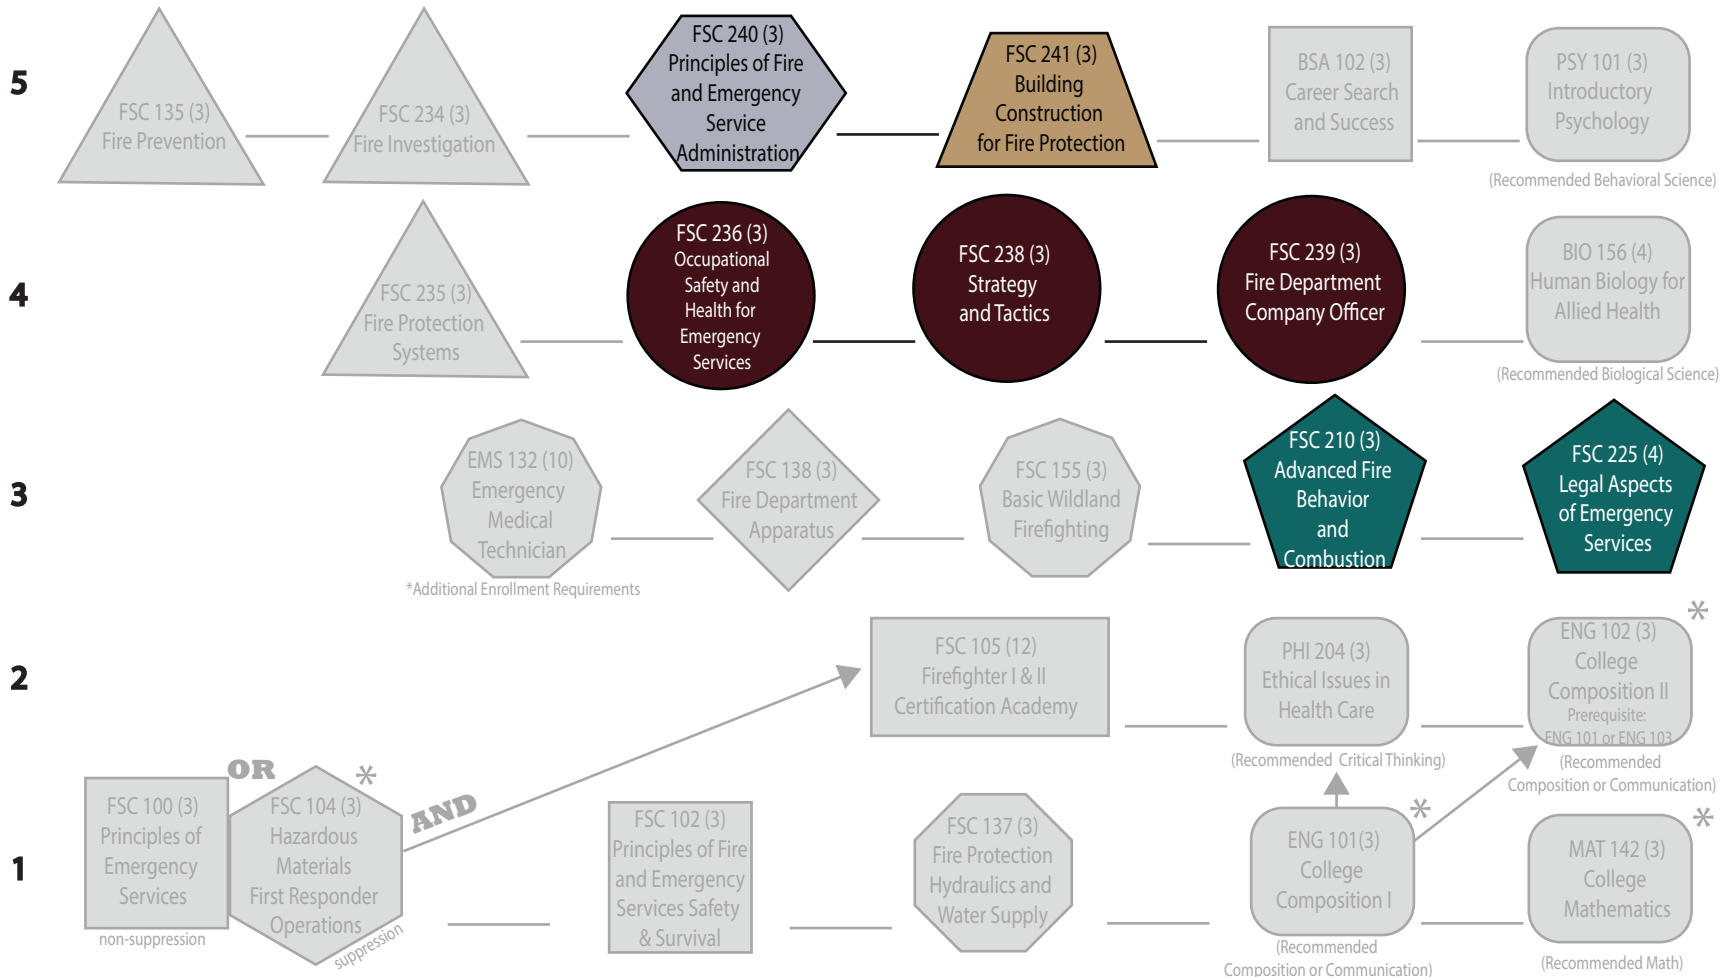 5
FSC 135 (3)
Fire Prevention
FSC 234 (3)
Fire Investigation
FSC 240 (3)
Principles of Fire
and Emergency
Service
Administration
FSC 241 (3)
Building
Construction
for Fire Protection
BSA 102 (3)
Career Search
and Success
PSY 101 (3)
Introductory
Psychology
(Recommended Behavioral Science)
4
FSC 235 (3)
Fire Protection
Systems
FSC 236 (3)
Occupational
Safety and
Health for
Emergency
Services
FSC 238 (3)
Strategy
and Tactics
FSC 239 (3)
Fire Department
Company Officer
BIO 156 (4)
Human Biology for
Allied Health
(Recommended Biological Science)
3
EMS 132 (10)
Emergency
Medical
Technician
*Additional Enrollment Requirements
FSC 138 (3)
Fire Department
Apparatus
FSC 155 (3)
Basic Wildland
Firefighting
FSC 210 (3)
Advanced Fire
Behavior
and
Combustion
FSC 225 (4)
Legal Aspects
of Emergency
Services
2
FSC 105 (12)
Firefighter I & II
Certification Academy
PHI 204 (3)
Ethical Issues in
Health Care
(Recommended Critical Thinking)
*
ENG 102 (3)
College
Composition II
Prerequisite:
ENG 101 or ENG 103
(Recommended
Composition or Communication)
1
FSC 100 (3)
Principles of
Emergency
Services
non-suppression
OR
FSC 104 (3)
Hazardous
Materials
First Responder
Operations
suppression
*
AND
FSC 102 (3)
Principles of Fire
and Emergency
Services Safety
& Survival
FSC 137 (3)
Fire Protection
Hydraulics and
Water Supply
*
ENG 101(3)
College
Composition I
(Recommended
Composition or Communication)
*
MAT 142 (3)
College
Mathematics
(Recommended Math)